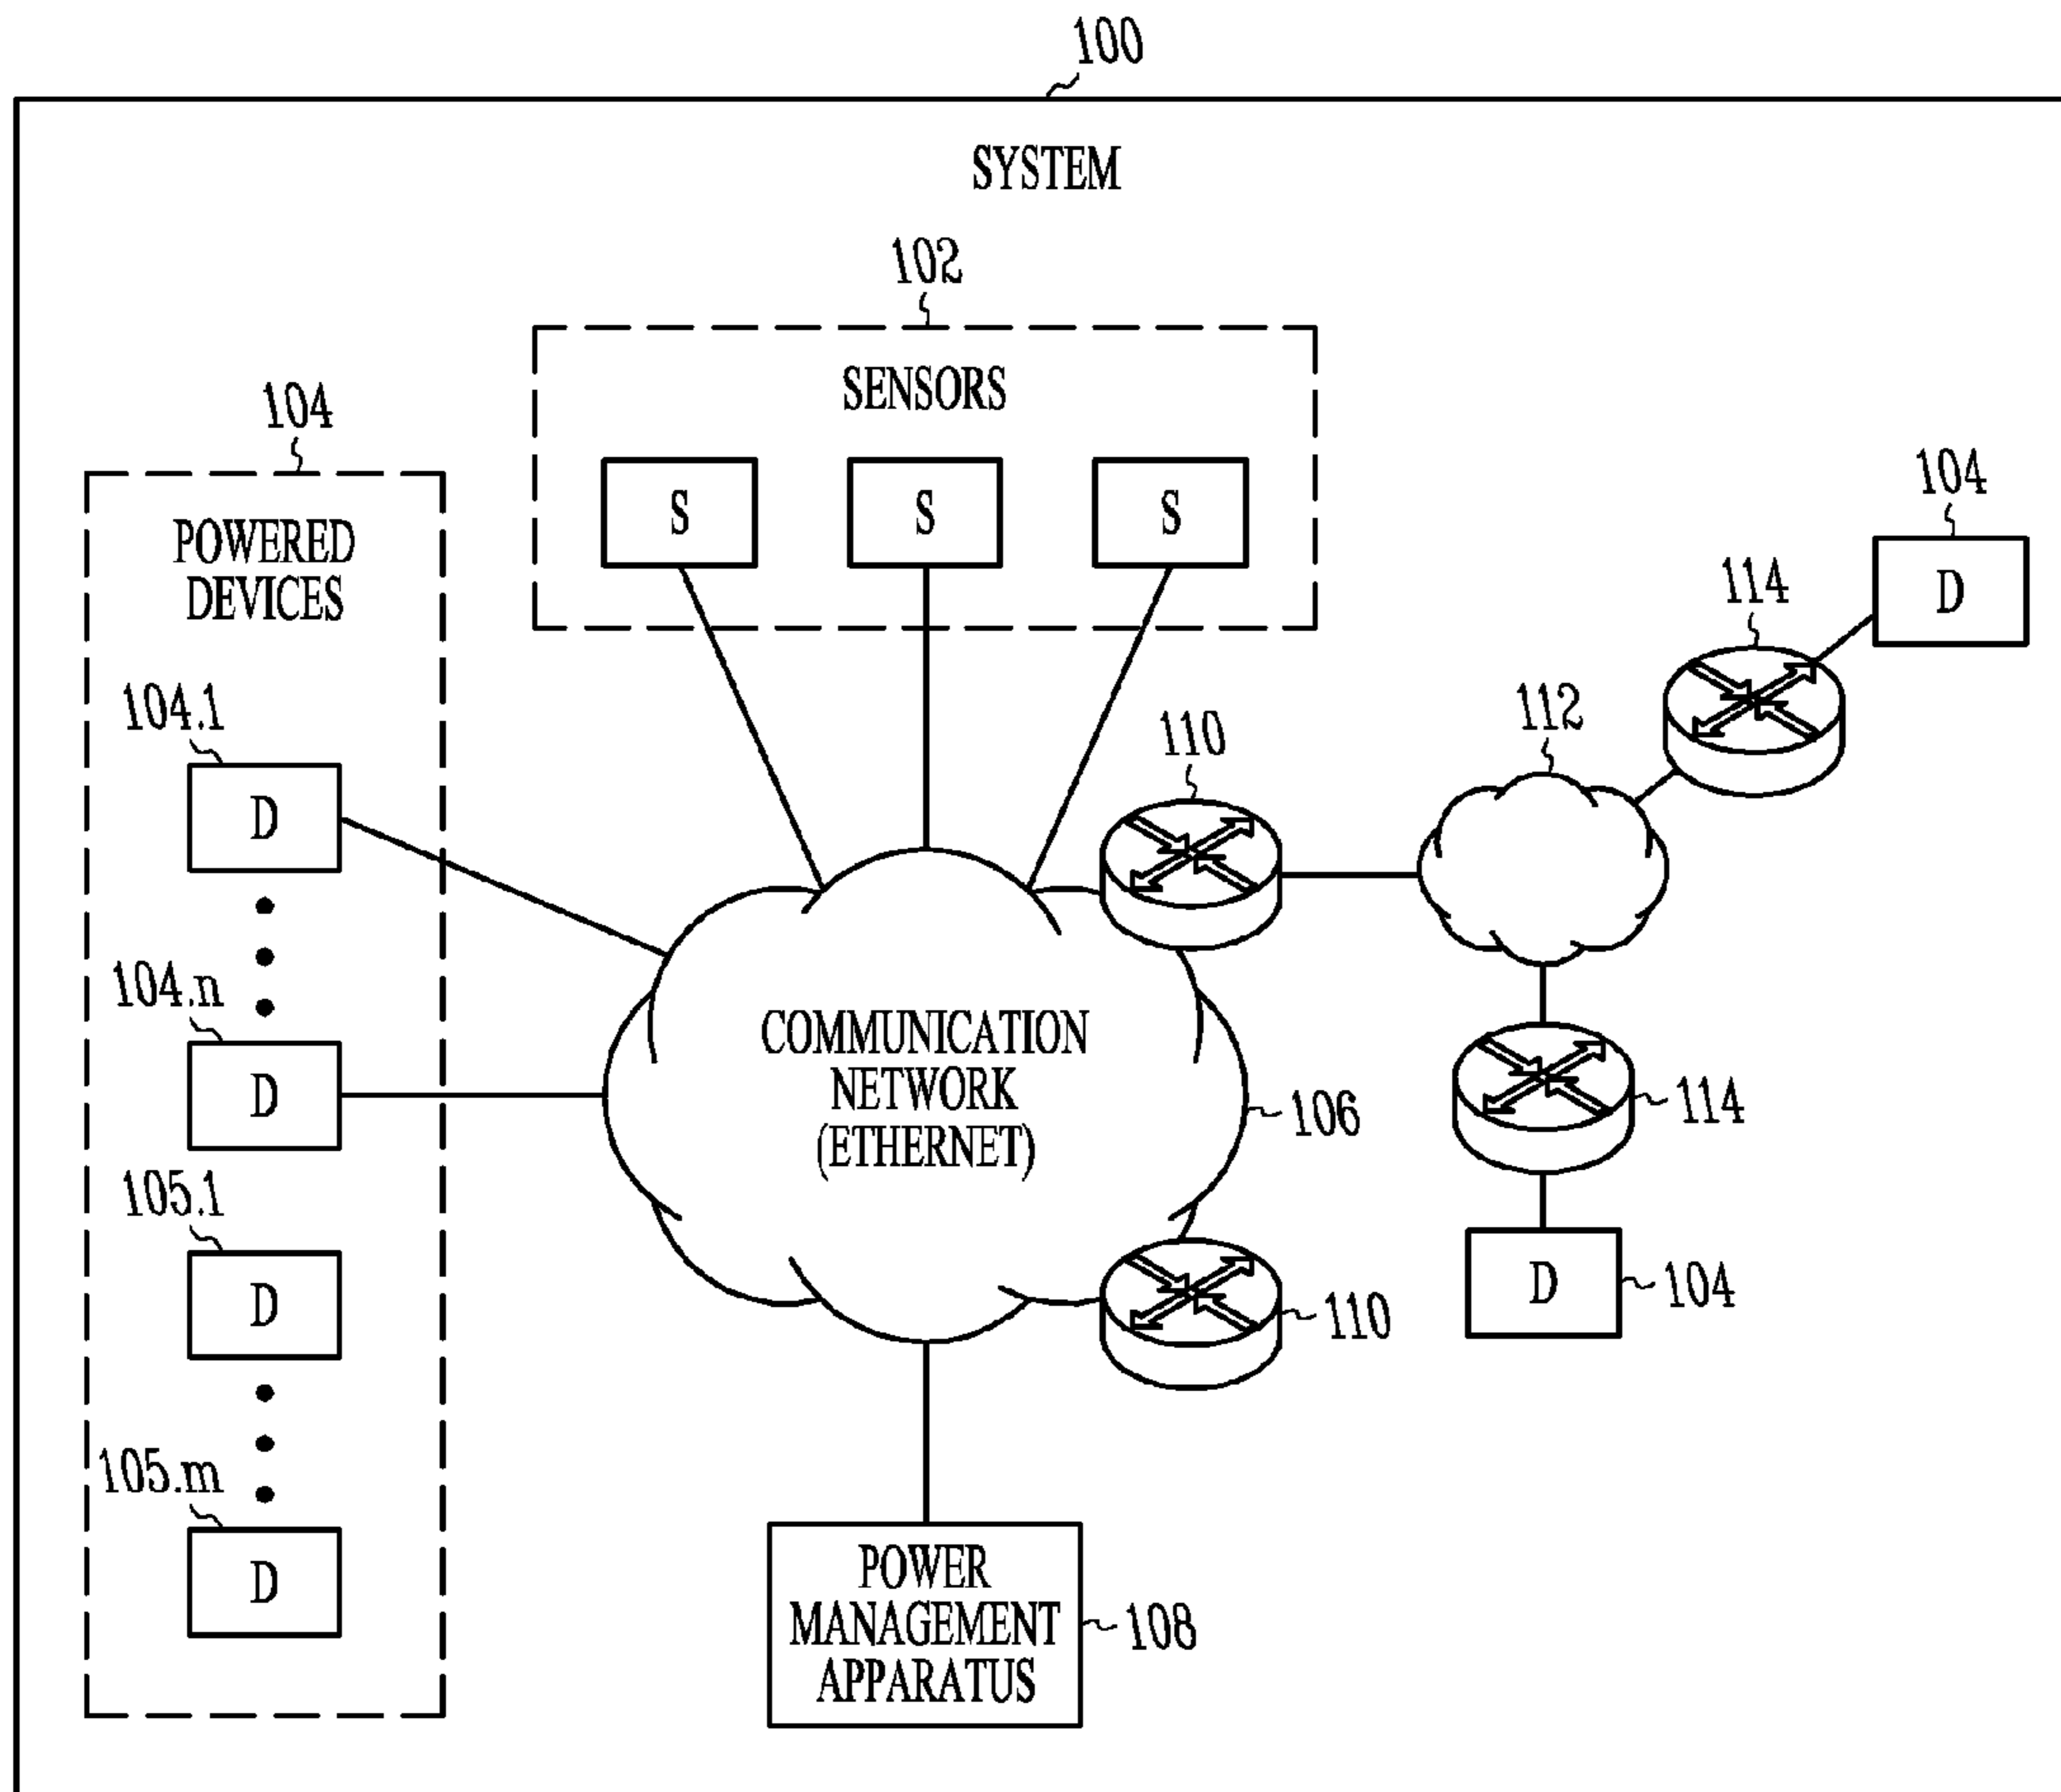 100
SYSTEM
102
SENSORS
S S S
104
POWERED
DEVICES
104.1
D
104.n
D
105.1
D
105.m
D
COMMUNICATION
NETWORK
(ETHERNET)
106
110
110
112
114
104
D
114
D
104
POWER
MANAGEMENT
APPARATUS
108